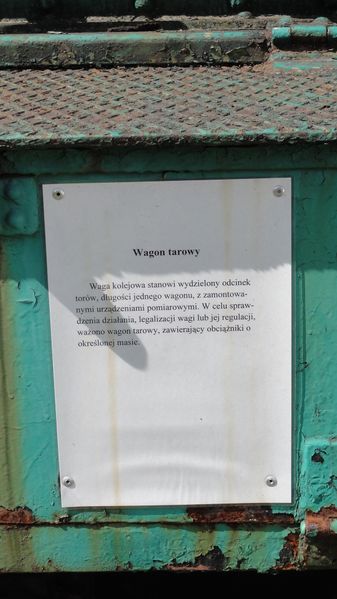 Wagon tarowy
Waga kolejowa stanowi wydzielony odcinek
torów, długości jednego wagonu, z zamontowa-
nymi urządzeniami pomiarowymi. W celu spraw-
dzenia działania, legalizacji wagi lub jej regulacji,
ważono wagon tarowy, zawierający obciążniki o
określonej masie.